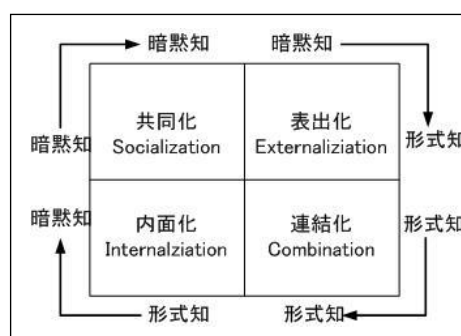 暗黙知 暗黙知
共同化 表出化
Socialization Externaliziation
暗黙知 形式知
暗黙知 形式知
内面化 連結化
Internalziation Combination
形式知 形式知